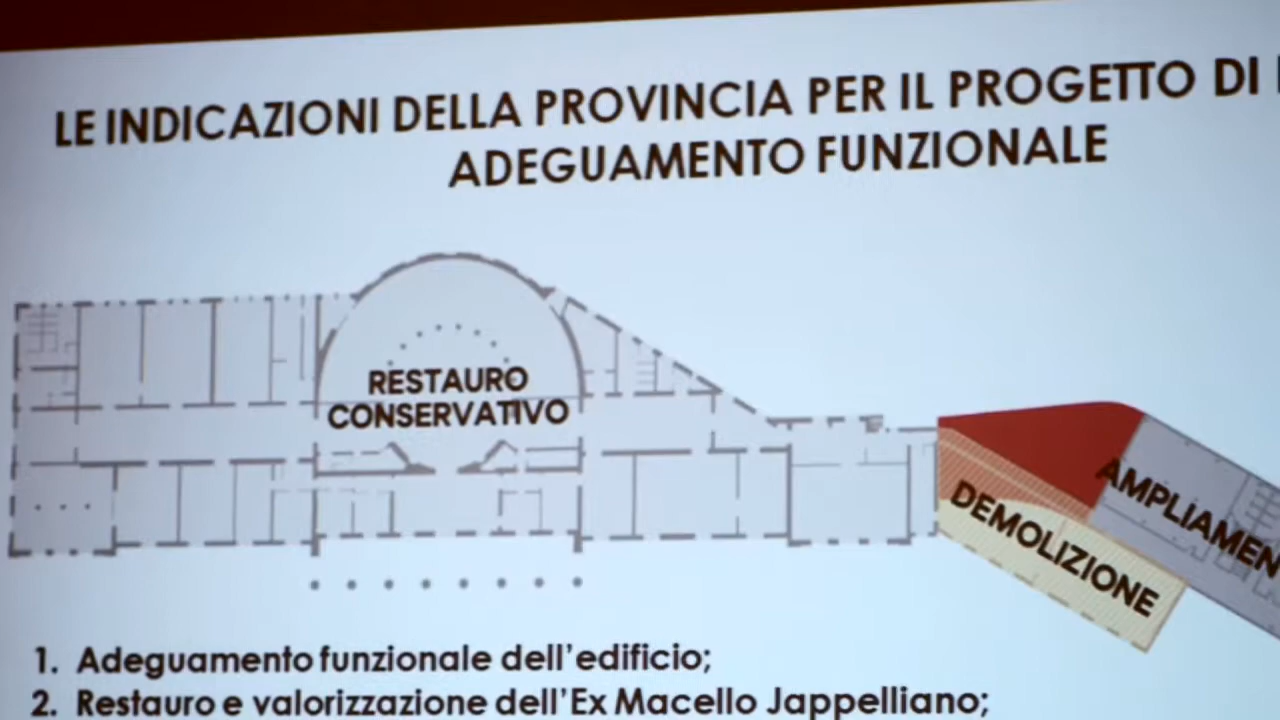 LE INDICAZIONI DELLA PROVINCIA PER IL PROGETTO DI
ADEGUAMENTO FUNZIONALE
RESTAURO
CONSERVATIVO
AMPLIAMEN
DEMOLIZIONE
1. Adeguamento funzionale dell'edificio;
2. Restauro e valorizzazione dell'Ex Macello Jappelliano;